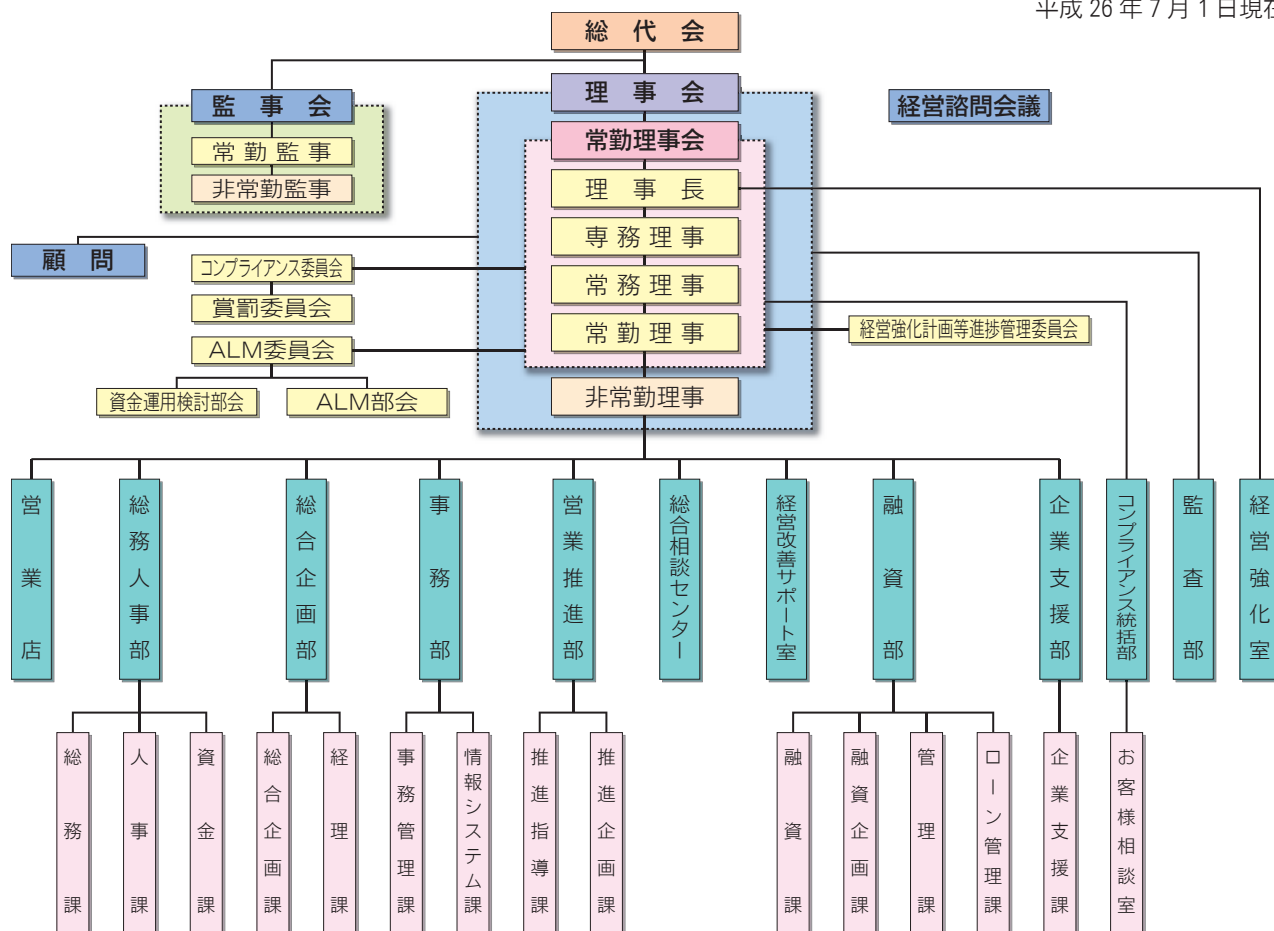 平成 26 年 7 月 1 日現在
総代会
監事会
理事会
経営諮問会議
常勤監事
常勤理事会
非常勤監事
理事長
顧問
専務理事
コンプライアンス委員会
常務理事
賞罰委員会
常勤理事
経営強化計画等進捗管理委員会
ALM委員会
資金運用検討部会
ALM部会
非常勤理事
営業店
総務人事部
総合企画部
事務部
営業推進部
総合相談センター
経営改善サポート室
融資部
企業支援部
コンプライアンス統括部
監査部
経営強化室
総務課
人事課
資金課
総合企画課
経理課
事務管理課
情報システム課
推進指導課
推進企画課
融資課
融資企画課
管理課
ローン管理課
企業支援課
お客様相談室